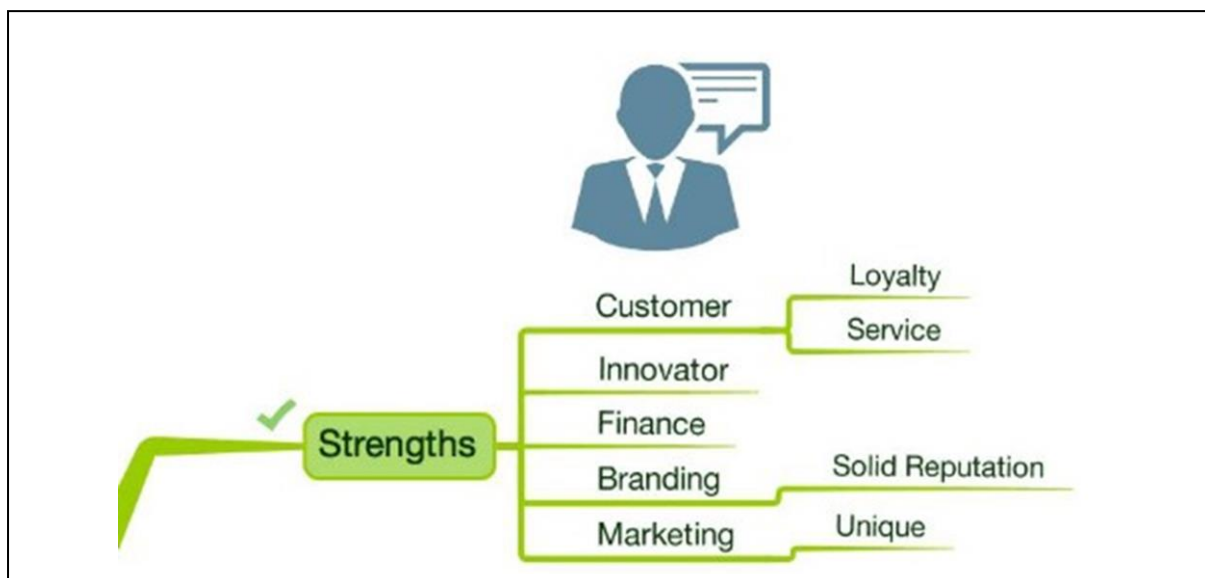 Loyalty
Customer
Service
Innovator
Strengths
Finance
Branding
Solid Reputation
Marketing
Unique